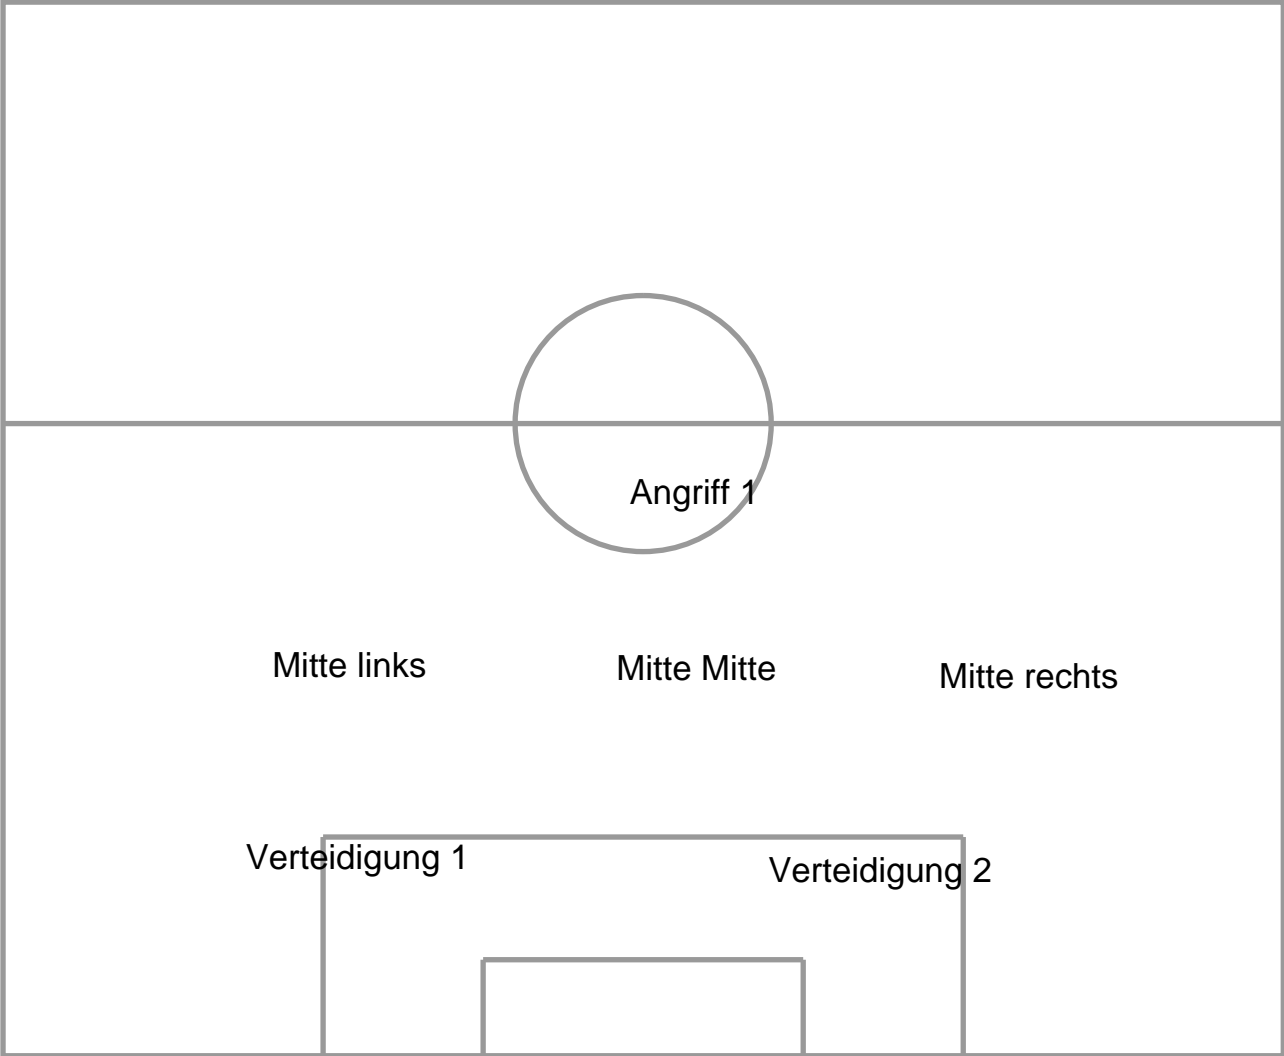 Angriff 1
Mitte links
Mitte Mitte
Mitte rechts
Verteidigung 1
Verteidigung 2